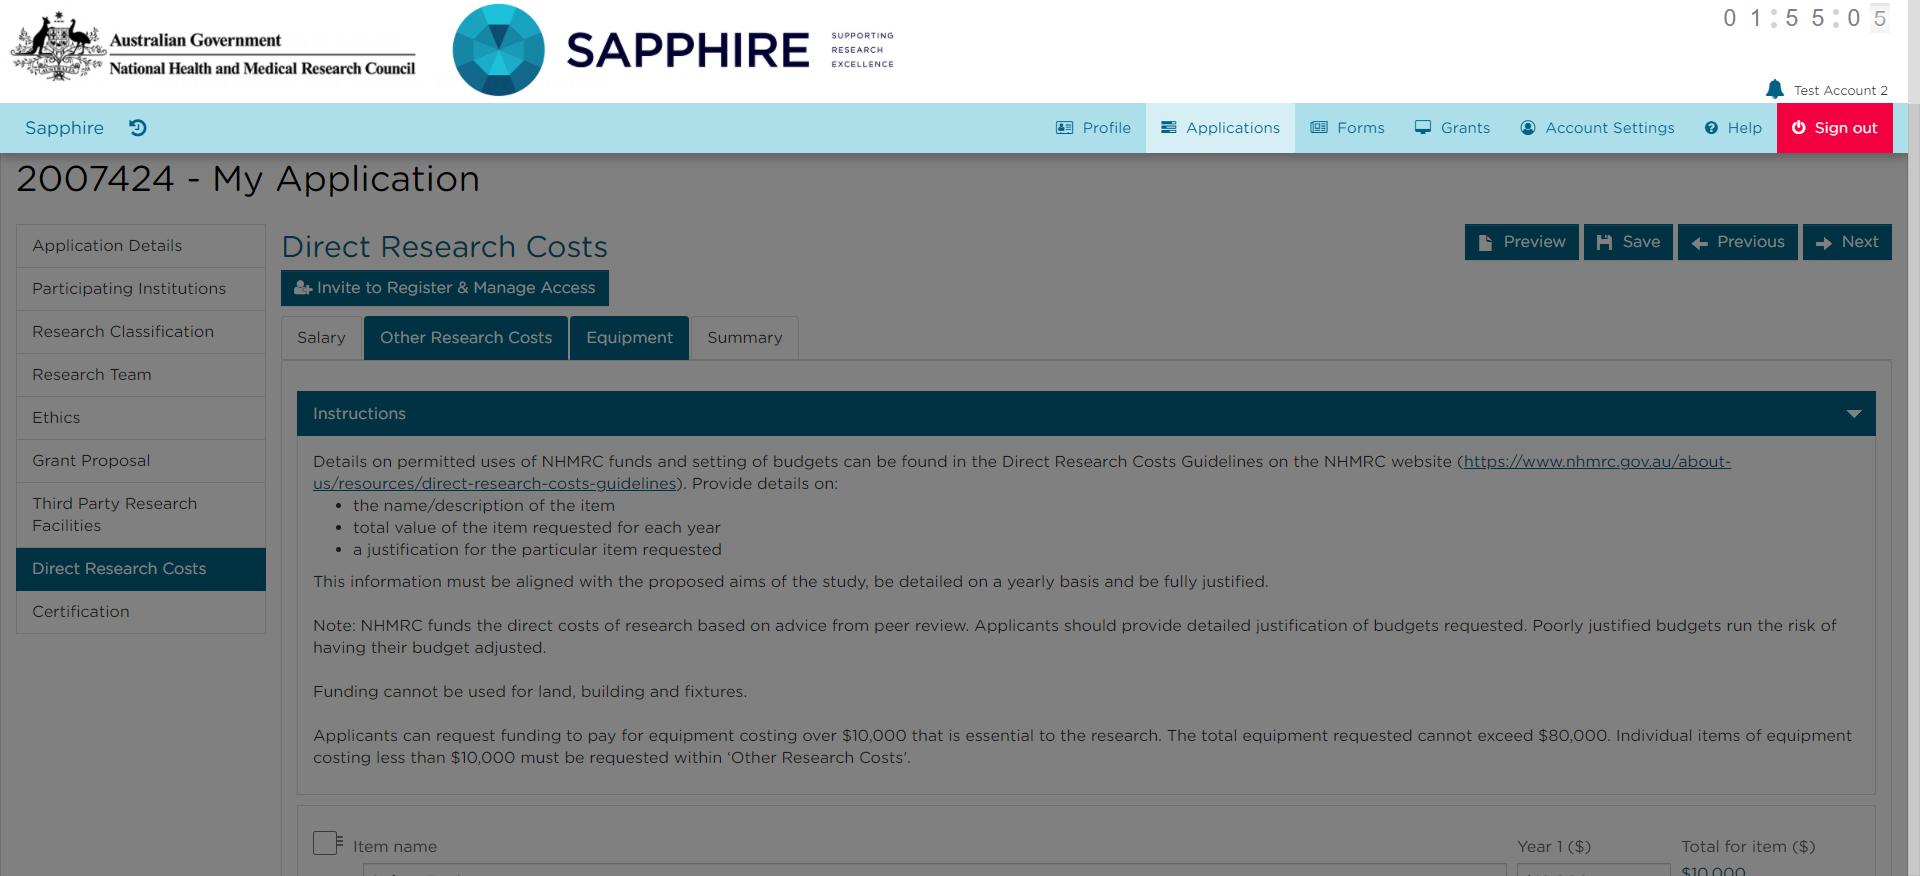 Australian Government
National Health and Medical Research Council
SAPPHIRE
SUPPORTING
RESEARCH
EXCELLENCE
01:55:05
Test Account 2
Sapphire
Profile
Applications
Forms
Grants
Account Settings
Help
Sign out
2007424 - My Application
Application Details
Participating Institutions
Research Classification
Research Team
Ethics
Grant Proposal
Third Party Research
Facilities
Direct Research Costs
Certification
Direct Research Costs
Preview
Save
Previous
Next
Invite to Register & Manage Access
Salary
Other Research Costs
Equipment
Summary
Instructions
Details on permitted uses of NHMRC funds and setting of budgets can be found in the Direct Research Costs Guidelines on the NHMRC website (https://www.nhmrc.gov.au/about-
us/resources/direct-research-costs-guidelines). Provide details on:
• the name/description of the item
• total value of the item requested for each year
• a justification for the particular item requested
This information must be aligned with the proposed aims of the study, be detailed on a yearly basis and be fully justified.
Note: NHMRC funds the direct costs of research based on advice from peer review. Applicants should provide detailed justification of budgets requested. Poorly justified budgets run the risk of
having their budget adjusted.
Funding cannot be used for land, building and fixtures.
Applicants can request funding to pay for equipment costing over $10,000 that is essential to the research. The total equipment requested cannot exceed $80,000. Individual items of equipment
costing less than $10,000 must be requested within ‘Other Research Costs’.
Item name
Year 1 ($)
Total for item ($)
$10,000